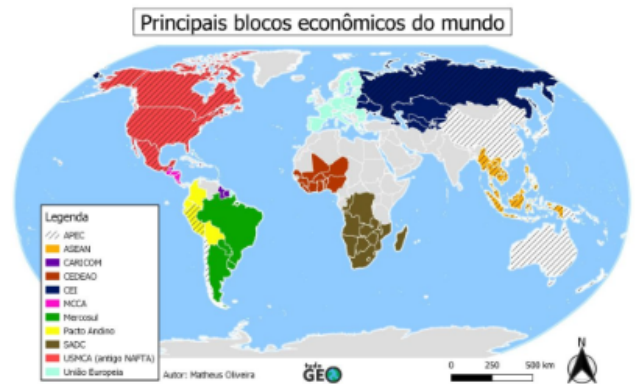 Principais blocos econômicos do mundo
Legenda
APEC
ASEAN
CARICOM
CEDEAO
CEI
MCCA
Mercosul
Pacto Andino
SADC
USMCA (antigo NAFTA)
União Europeia
Autor: Matheus Oliveira
tudo
GEO
0 250 500 km
N